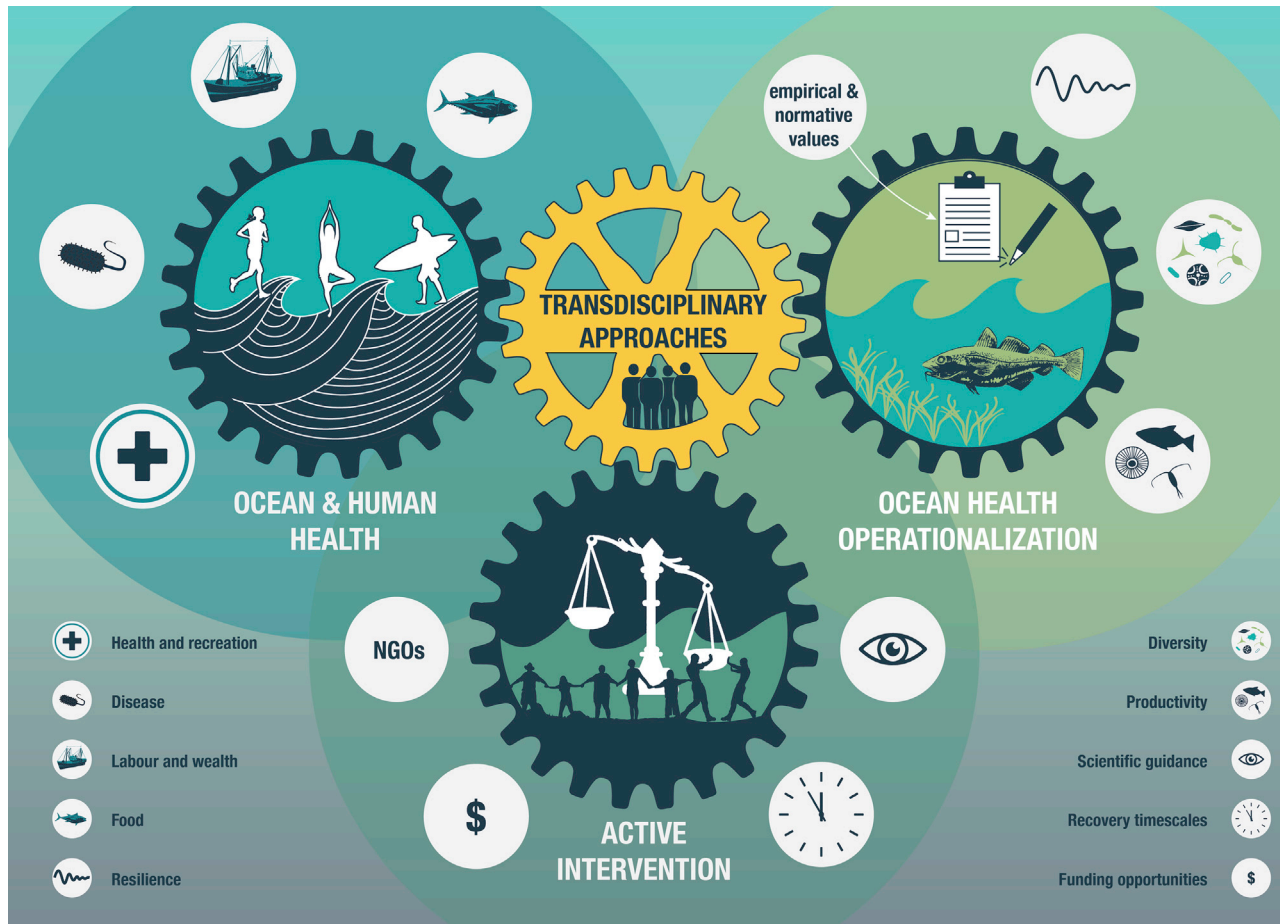 empirical &
normative
values
TRANSDISCIPLINARY
APPROACHES
OCEAN & HUMAN
HEALTH
OCEAN HEALTH
OPERATIONALIZATION
NGOs
$
ACTIVE
INTERVENTION
Health and recreation
Disease
Labour and wealth
Food
Resilience
Diversity
Productivity
Scientific guidance
Recovery timescales
Funding opportunities
$